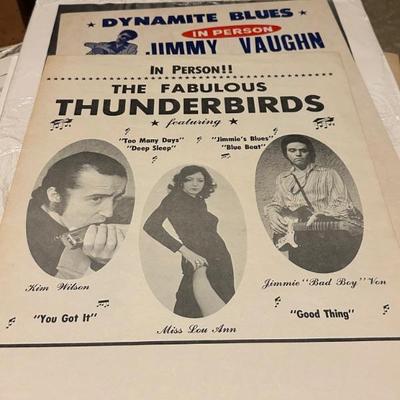 DYNAMITE BLUES
IN PERSON
JIMMY VAUGHN
IN PERSON!!
THE FABULOUS
THUNDERBIRDS
featuring
"Too Many Days" "Jimmie's Blues"
"Deep Sleep" "Blue Beat"
Kim Wilson
Jimmie "Bad Boy" Von
"You Got It"
Miss Lou Ann
"Good Thing"